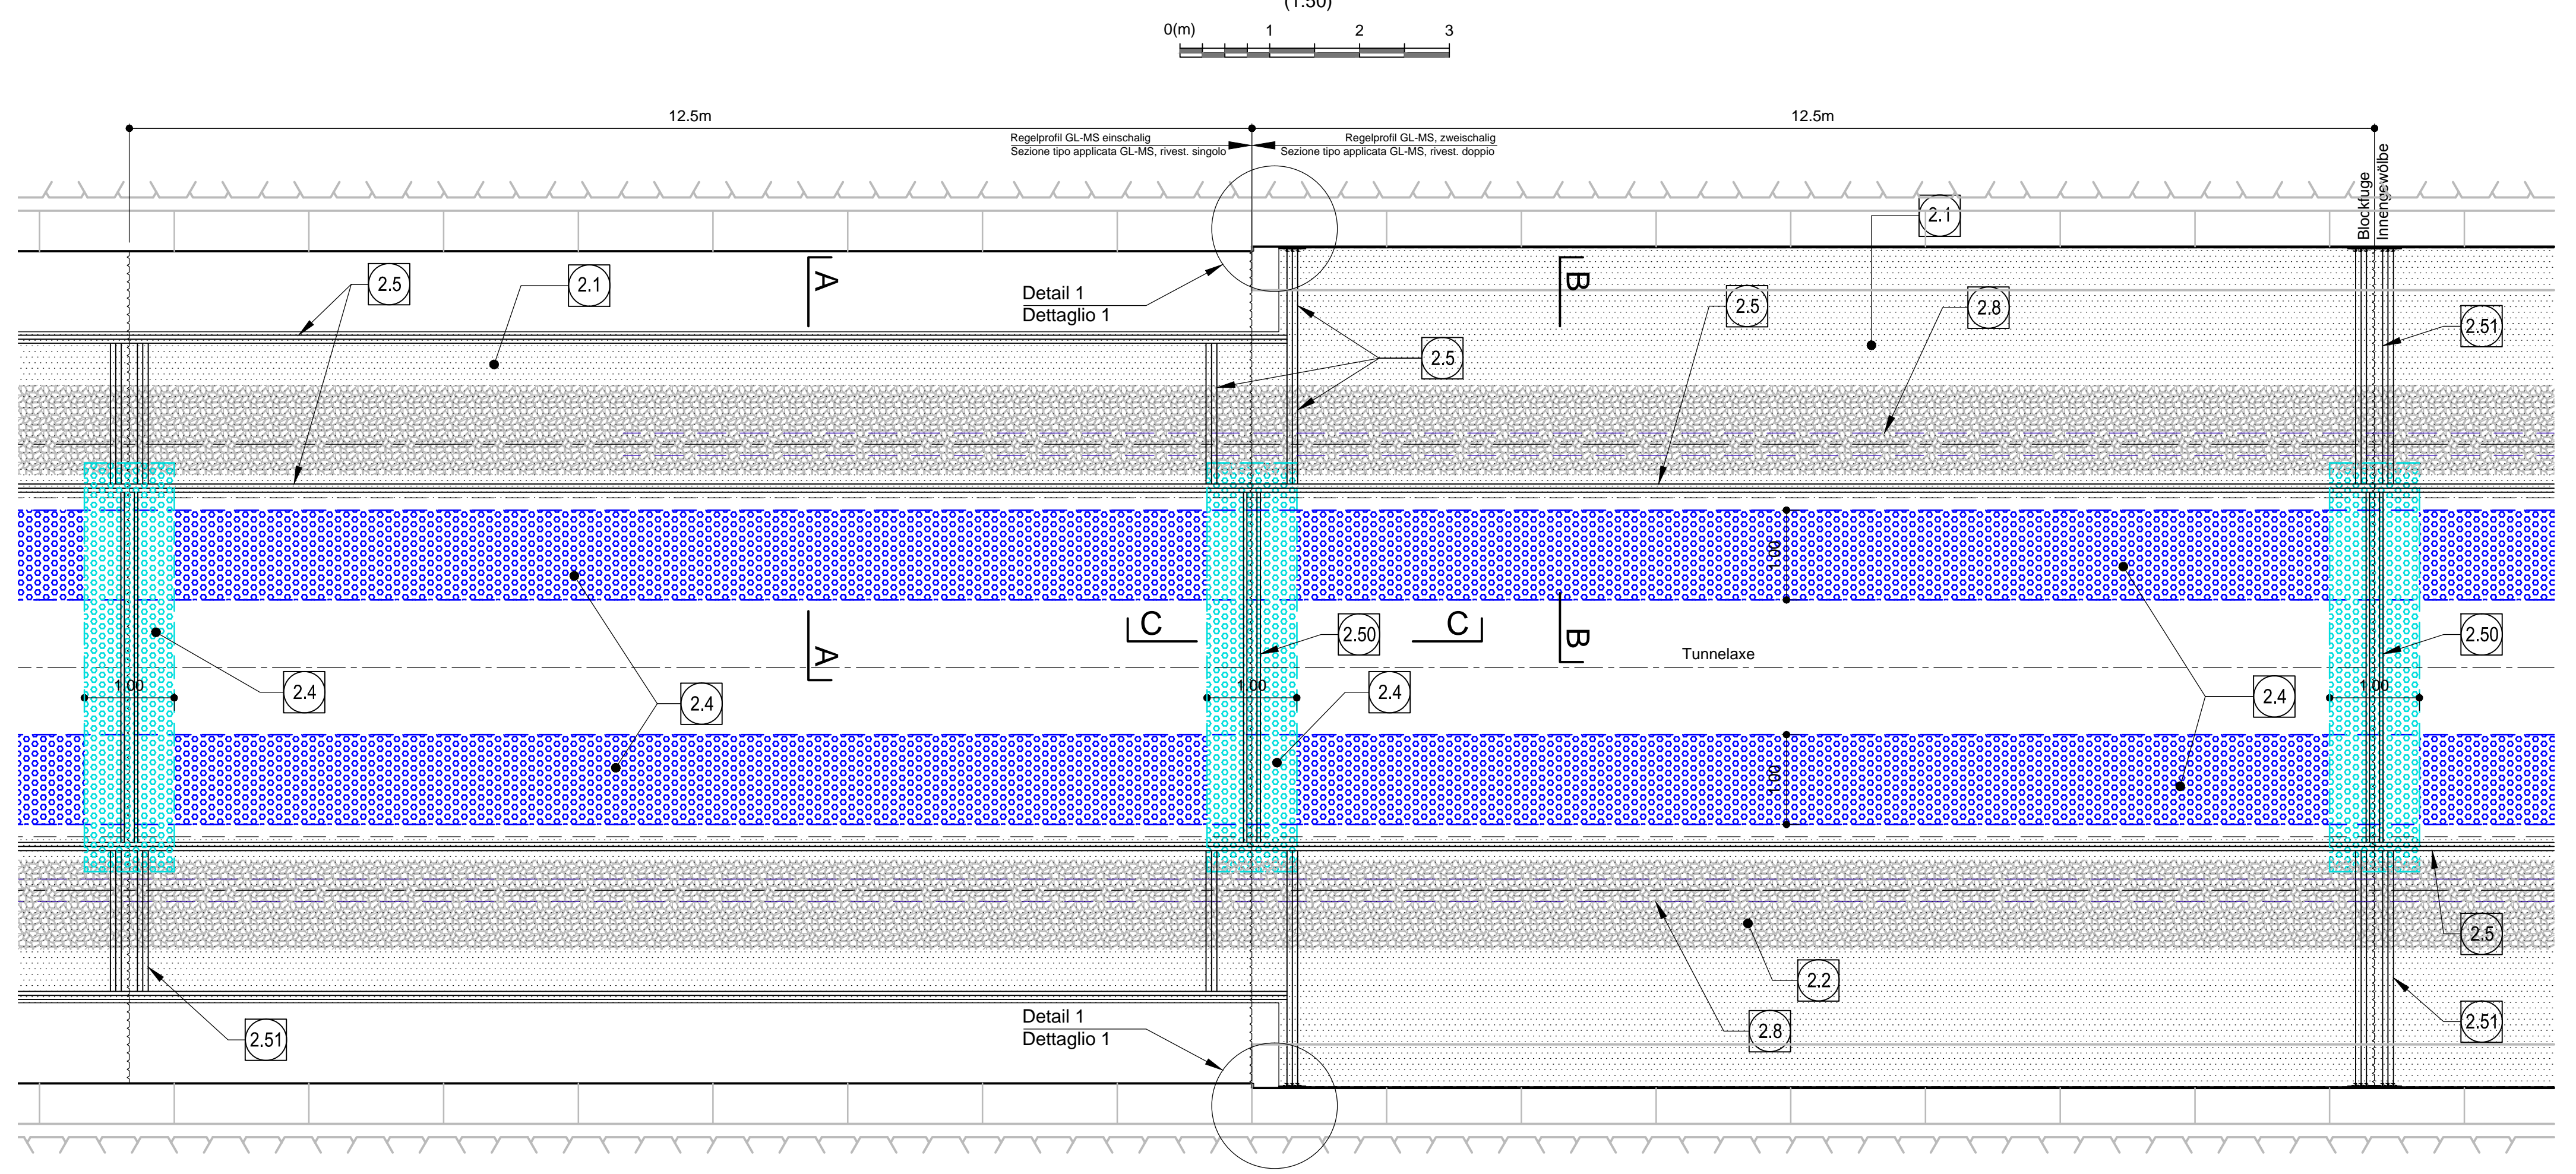 (1:50)
0(m) 1 2 3
12.5m 12.5m
Regelprofil GL-MS einschalig
Sezione tipo applicata GL-MS, rivest. singolo
Regelprofil GL-MS, zweischalig
Sezione tipo applicata GL-MS, rivest. doppio
Blockfuge
Innengewölbe
2.1
2.5
2.1
A
Detail 1
Dettaglio 1
B
2.5
2.8
2.51
2.5
1.00
2.4
1.00
A
2.4
C
2.50
C
B
Tunnelaxe
2.50
1.00
2.4
2.4
1.00
1.00
2.5
2.2
2.51
Detail 1
Dettaglio 1
2.8
2.51